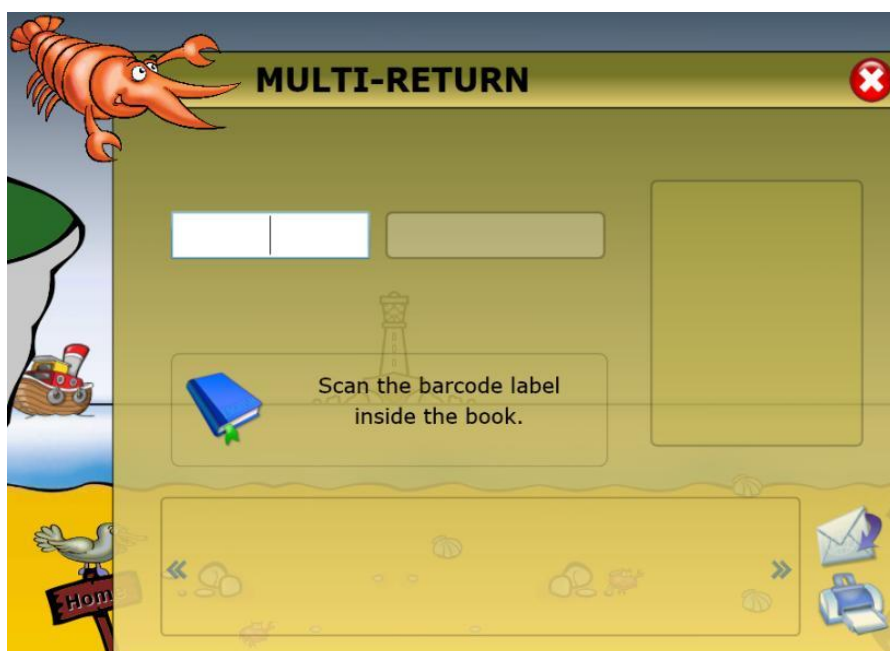 MULTI-RETURN
Scan the barcode label
inside the book.
Home